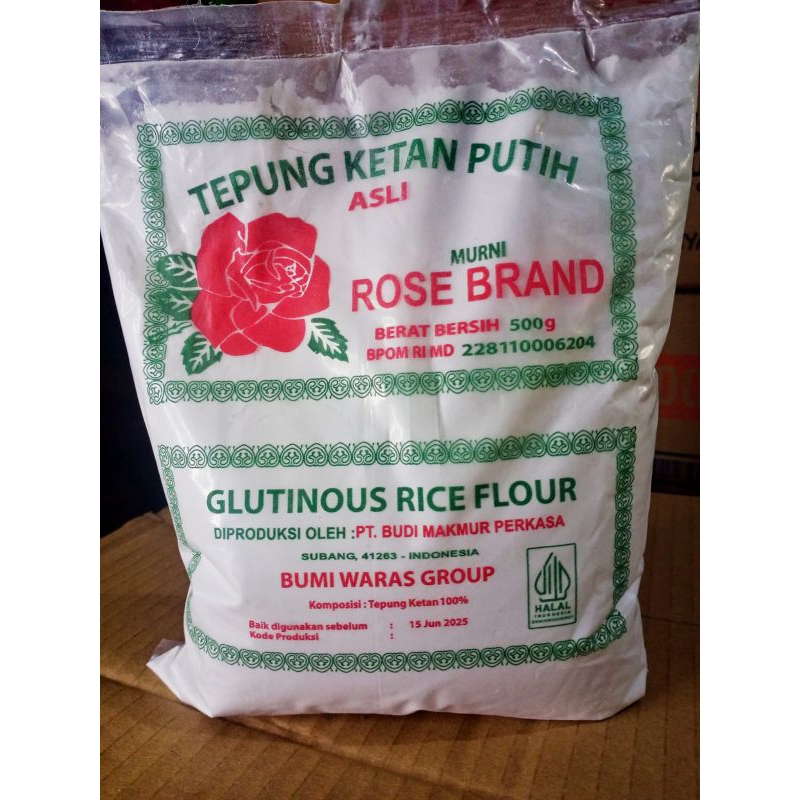 TEPUNG KETAN PUTIH
ASLI
MURNI
ROSE BRAND
BERAT BERSIH 500g
BPOM RI MD 228110006204
GLUTINOUS RICE FLOUR
DIPRODUKSI OLEH :PT. BUDI MAKMUR PERKASA
SUBANG, 41263 - INDONESIA
BUMI WARAS GROUP
Komposisi : Tepung Ketan 100%
Baik digunakan sebelum : 15 Jun 2025
Kode Produksi :
HALAL
INDONESIA